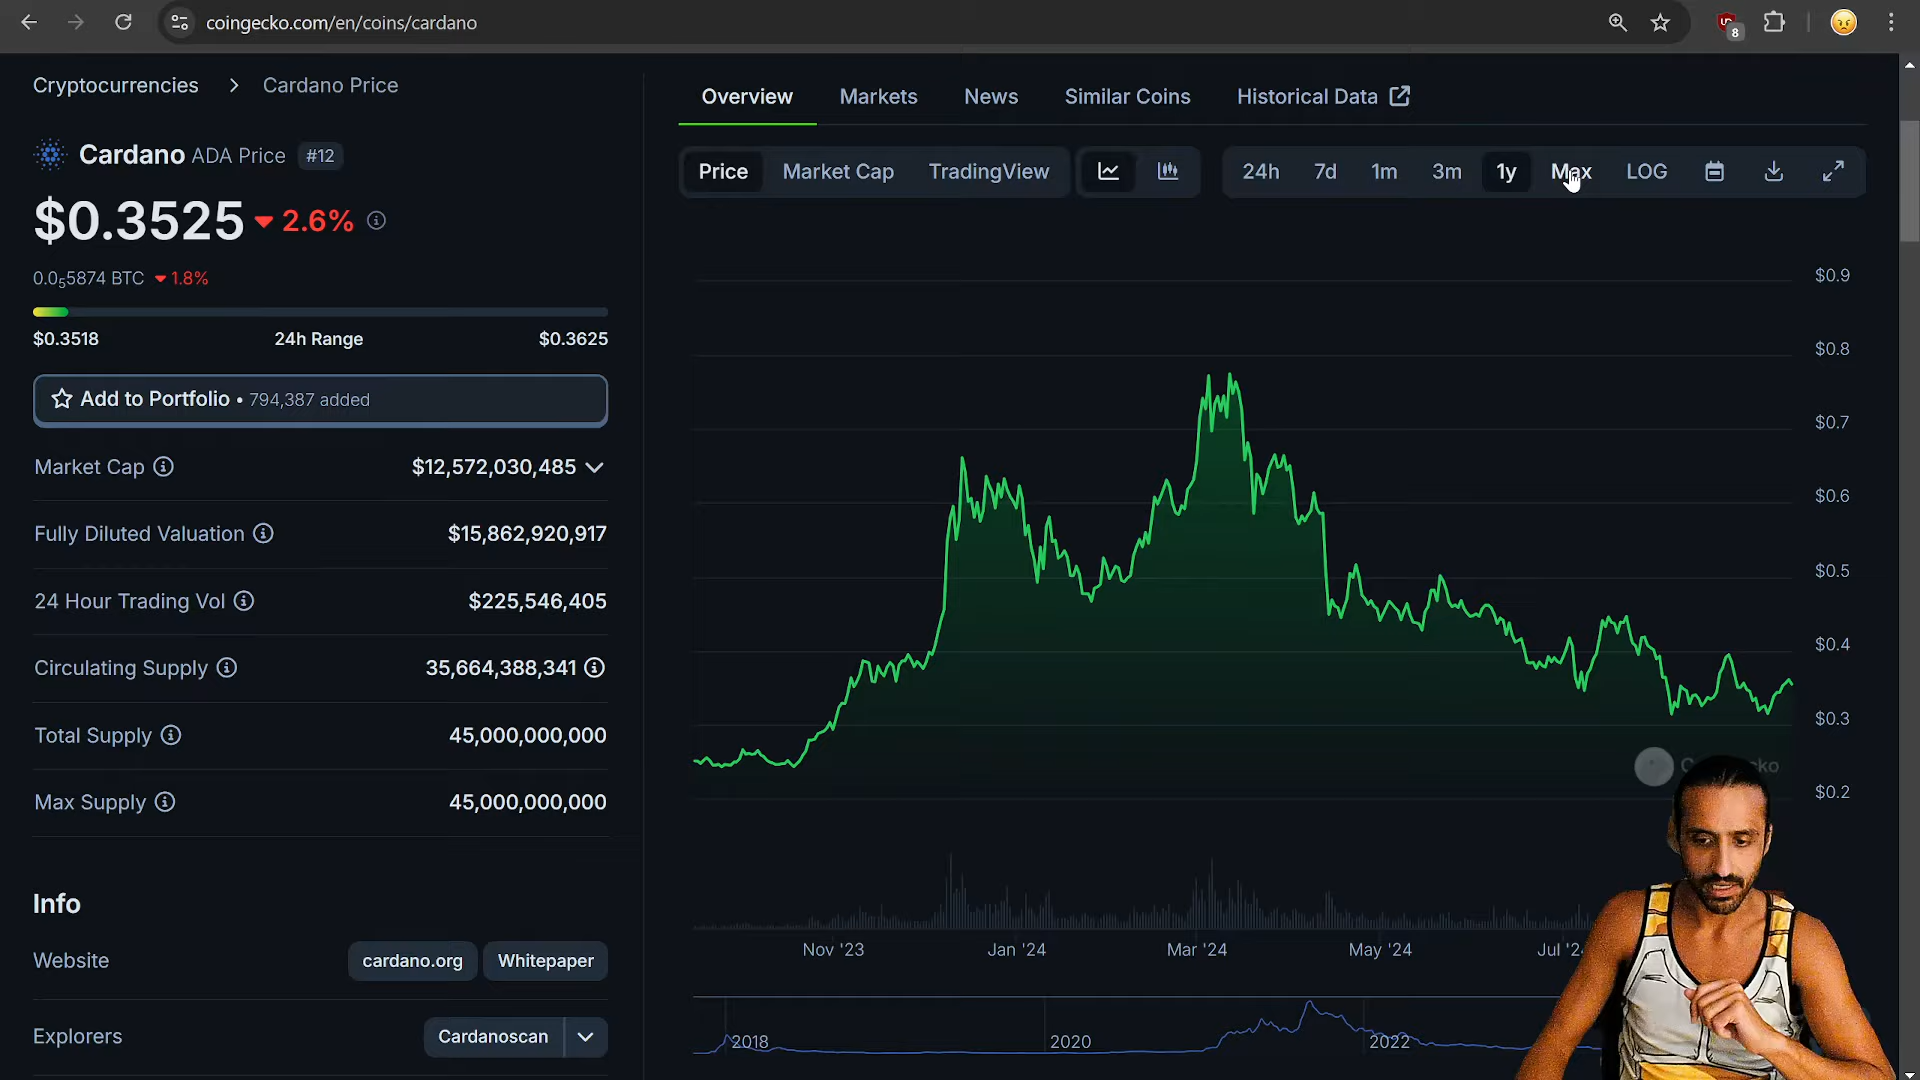 coingecko.com/en/coins/cardano
8
Cryptocurrencies > Cardano Price
Cardano ADA Price #12
$0.3525 2.6%
0.0₅5874 BTC 1.8%
$0.3518 24h Range $0.3625
Add to Portfolio • 794,387 added
Market Cap $12,572,030,485
Fully Diluted Valuation $15,862,920,917
24 Hour Trading Vol $225,546,405
Circulating Supply 35,664,388,341
Total Supply 45,000,000,000
Max Supply 45,000,000,000
Info
Website cardano.org Whitepaper
Explorers Cardanoscan
Overview Markets News Similar Coins Historical Data
Price Market Cap TradingView 24h 7d 1m 3m 1y Max LOG
$0.9
$0.8
$0.7
$0.6
$0.5
$0.4
$0.3
$0.2
Nov '23 Jan '24 Mar '24 May '24 Jul '2
2018 2020 2022